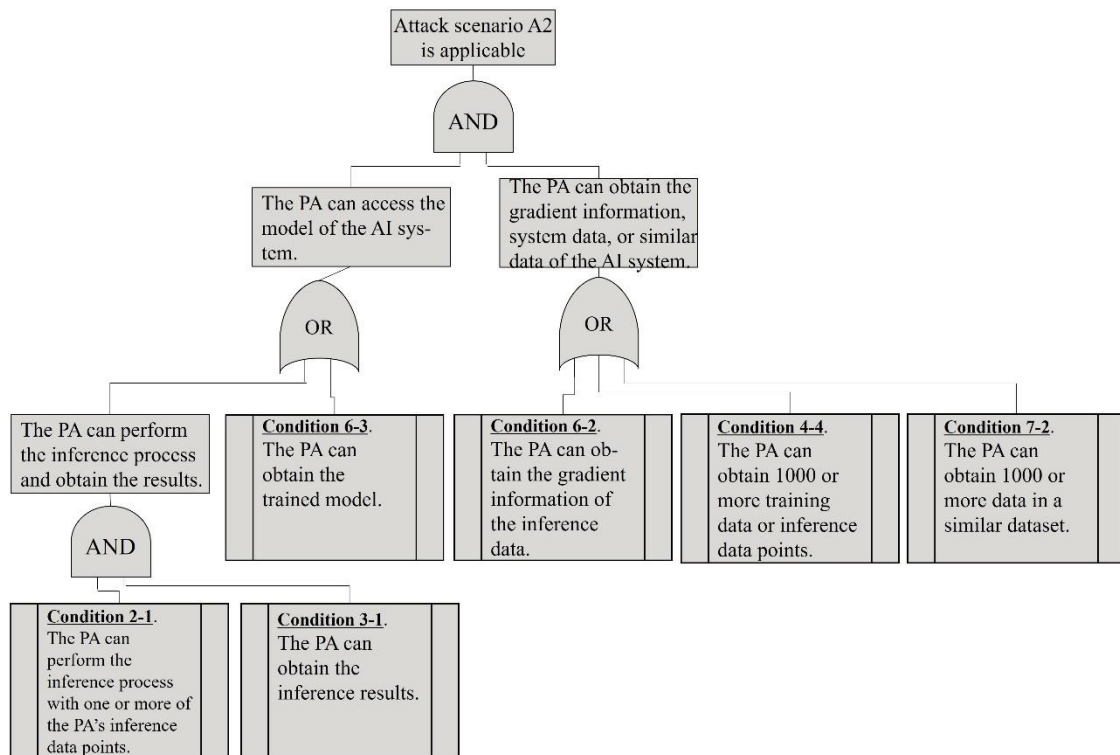 Attack scenario A2
is applicable
AND
The PA can access the
model of the AI sys-
tem.
The PA can obtain the
gradient information,
system data, or similar
data of the AI system.
OR
OR
The PA can perform
the inference process
and obtain the results.
Condition 6-3.
The PA can
obtain the
trained model.
Condition 6-2.
The PA can ob-
tain the gradient
information of
the inference
data.
Condition 4-4.
The PA can
obtain 1000 or
more training
data or inference
data points.
Condition 7-2.
The PA can
obtain 1000 or
more data in a
similar dataset.
AND
Condition 2-1.
The PA can
perform the
inference process
with one or more of
the PA's inference
data points.
Condition 3-1.
The PA can
obtain the
inference results.